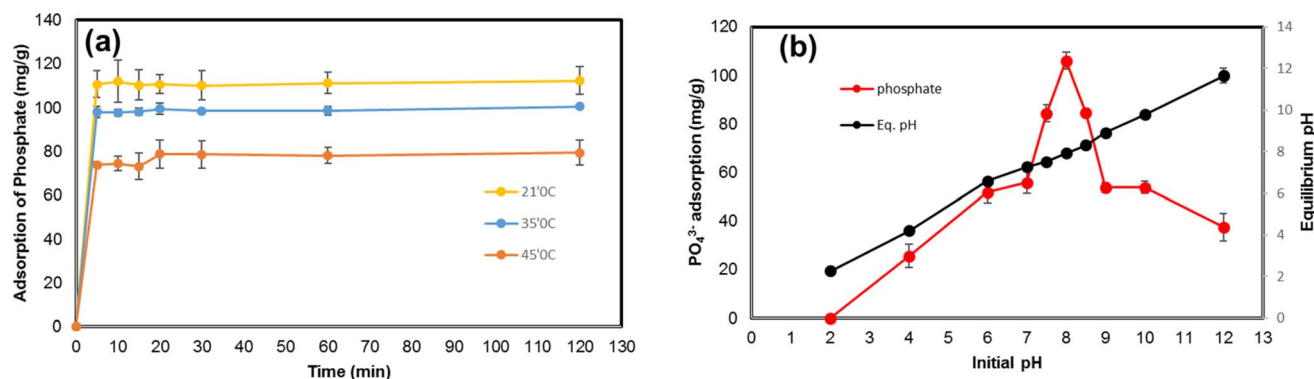 (a)
Adsorption of Phosphate (mg/g)
140
120
100
80
60
40
20
0
21'0C
35'0C
45'0C
0 10 20 30 40 50 60 70 80 90 100 110 120 130
Time (min)
(b)
PO₄³⁻ adsorption (mg/g)
120
100
80
60
40
20
0
phosphate
Eq. pH
14
12
10
8
6
4
2
0
Equilibrium pH
0 1 2 3 4 5 6 7 8 9 10 11 12 13
Initial pH